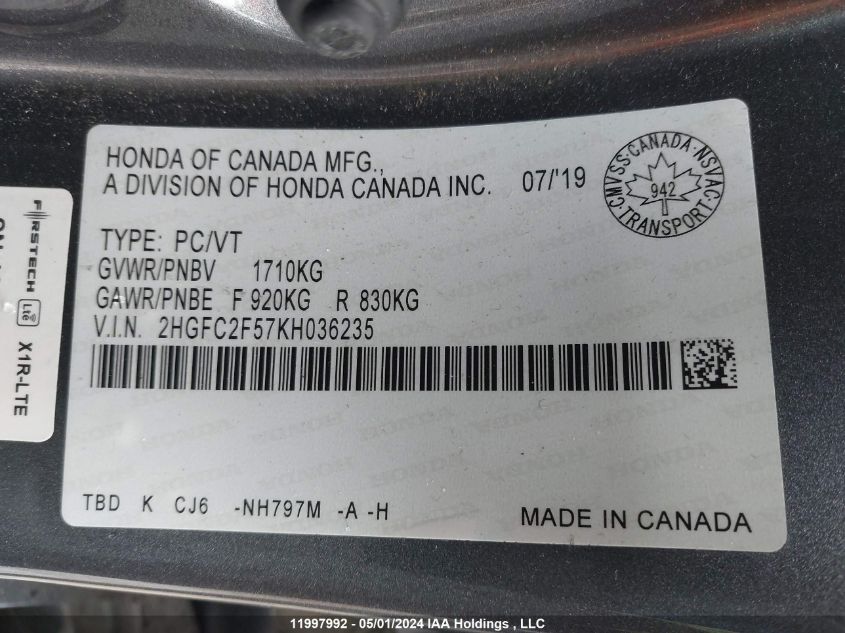 HONDA OF CANADA MFG.,
A DIVISION OF HONDA CANADA INC. 07/'19
CMVSS · CANADA · NSVAC · TRANSPORT ·
942
TYPE: PC/VT
GVWR/PNBV 1710KG
GAWR/PNBE F 920KG R 830KG
V.I.N. 2HGFC2F57KH036235
TBD K CJ6 -NH797M -A -H
MADE IN CANADA
FIRSTECH
Lte
X1R-LTE
11997992 - 05/01/2024 IAA Holdings , LLC